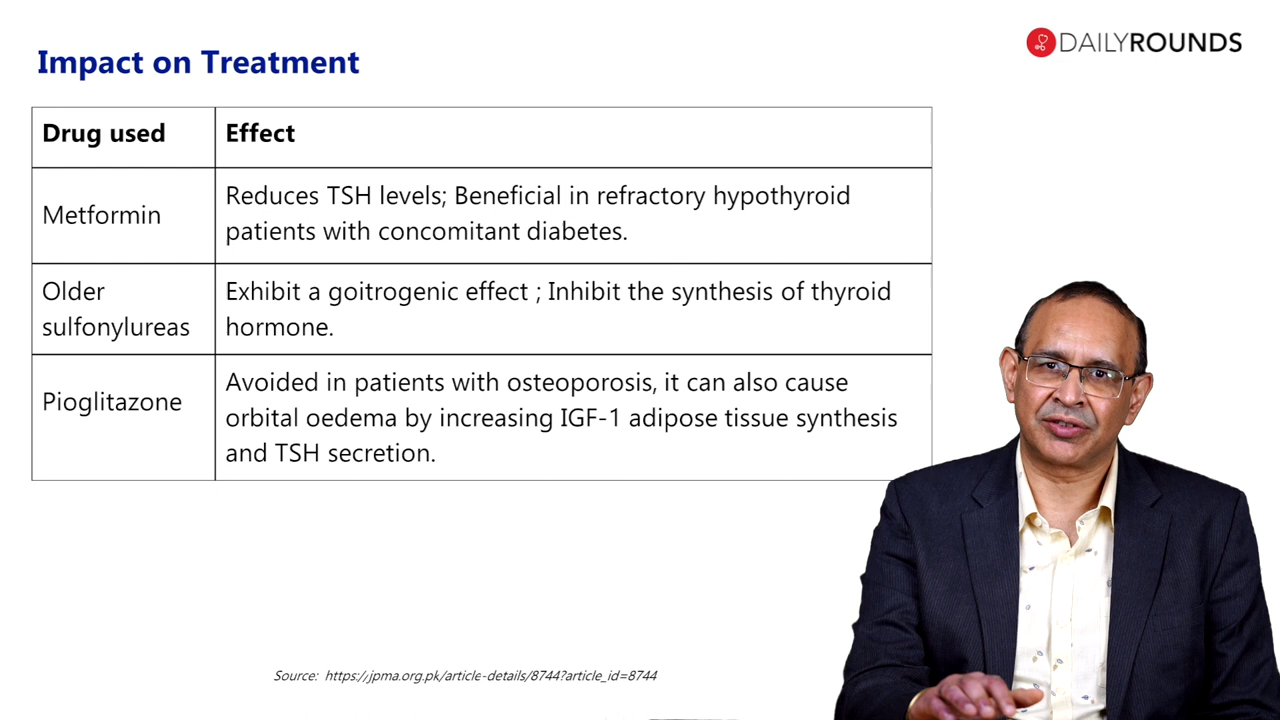 Impact on Treatment
DAILYROUNDS
Drug used
Effect
Metformin
Reduces TSH levels; Beneficial in refractory hypothyroid
patients with concomitant diabetes.
Older
sulfonylureas
Exhibit a goitrogenic effect ; Inhibit the synthesis of thyroid
hormone.
Pioglitazone
Avoided in patients with osteoporosis, it can also cause
orbital oedema by increasing IGF-1 adipose tissue synthesis
and TSH secretion.
Source: https://jpma.org.pk/article-details/8744?article_id=8744